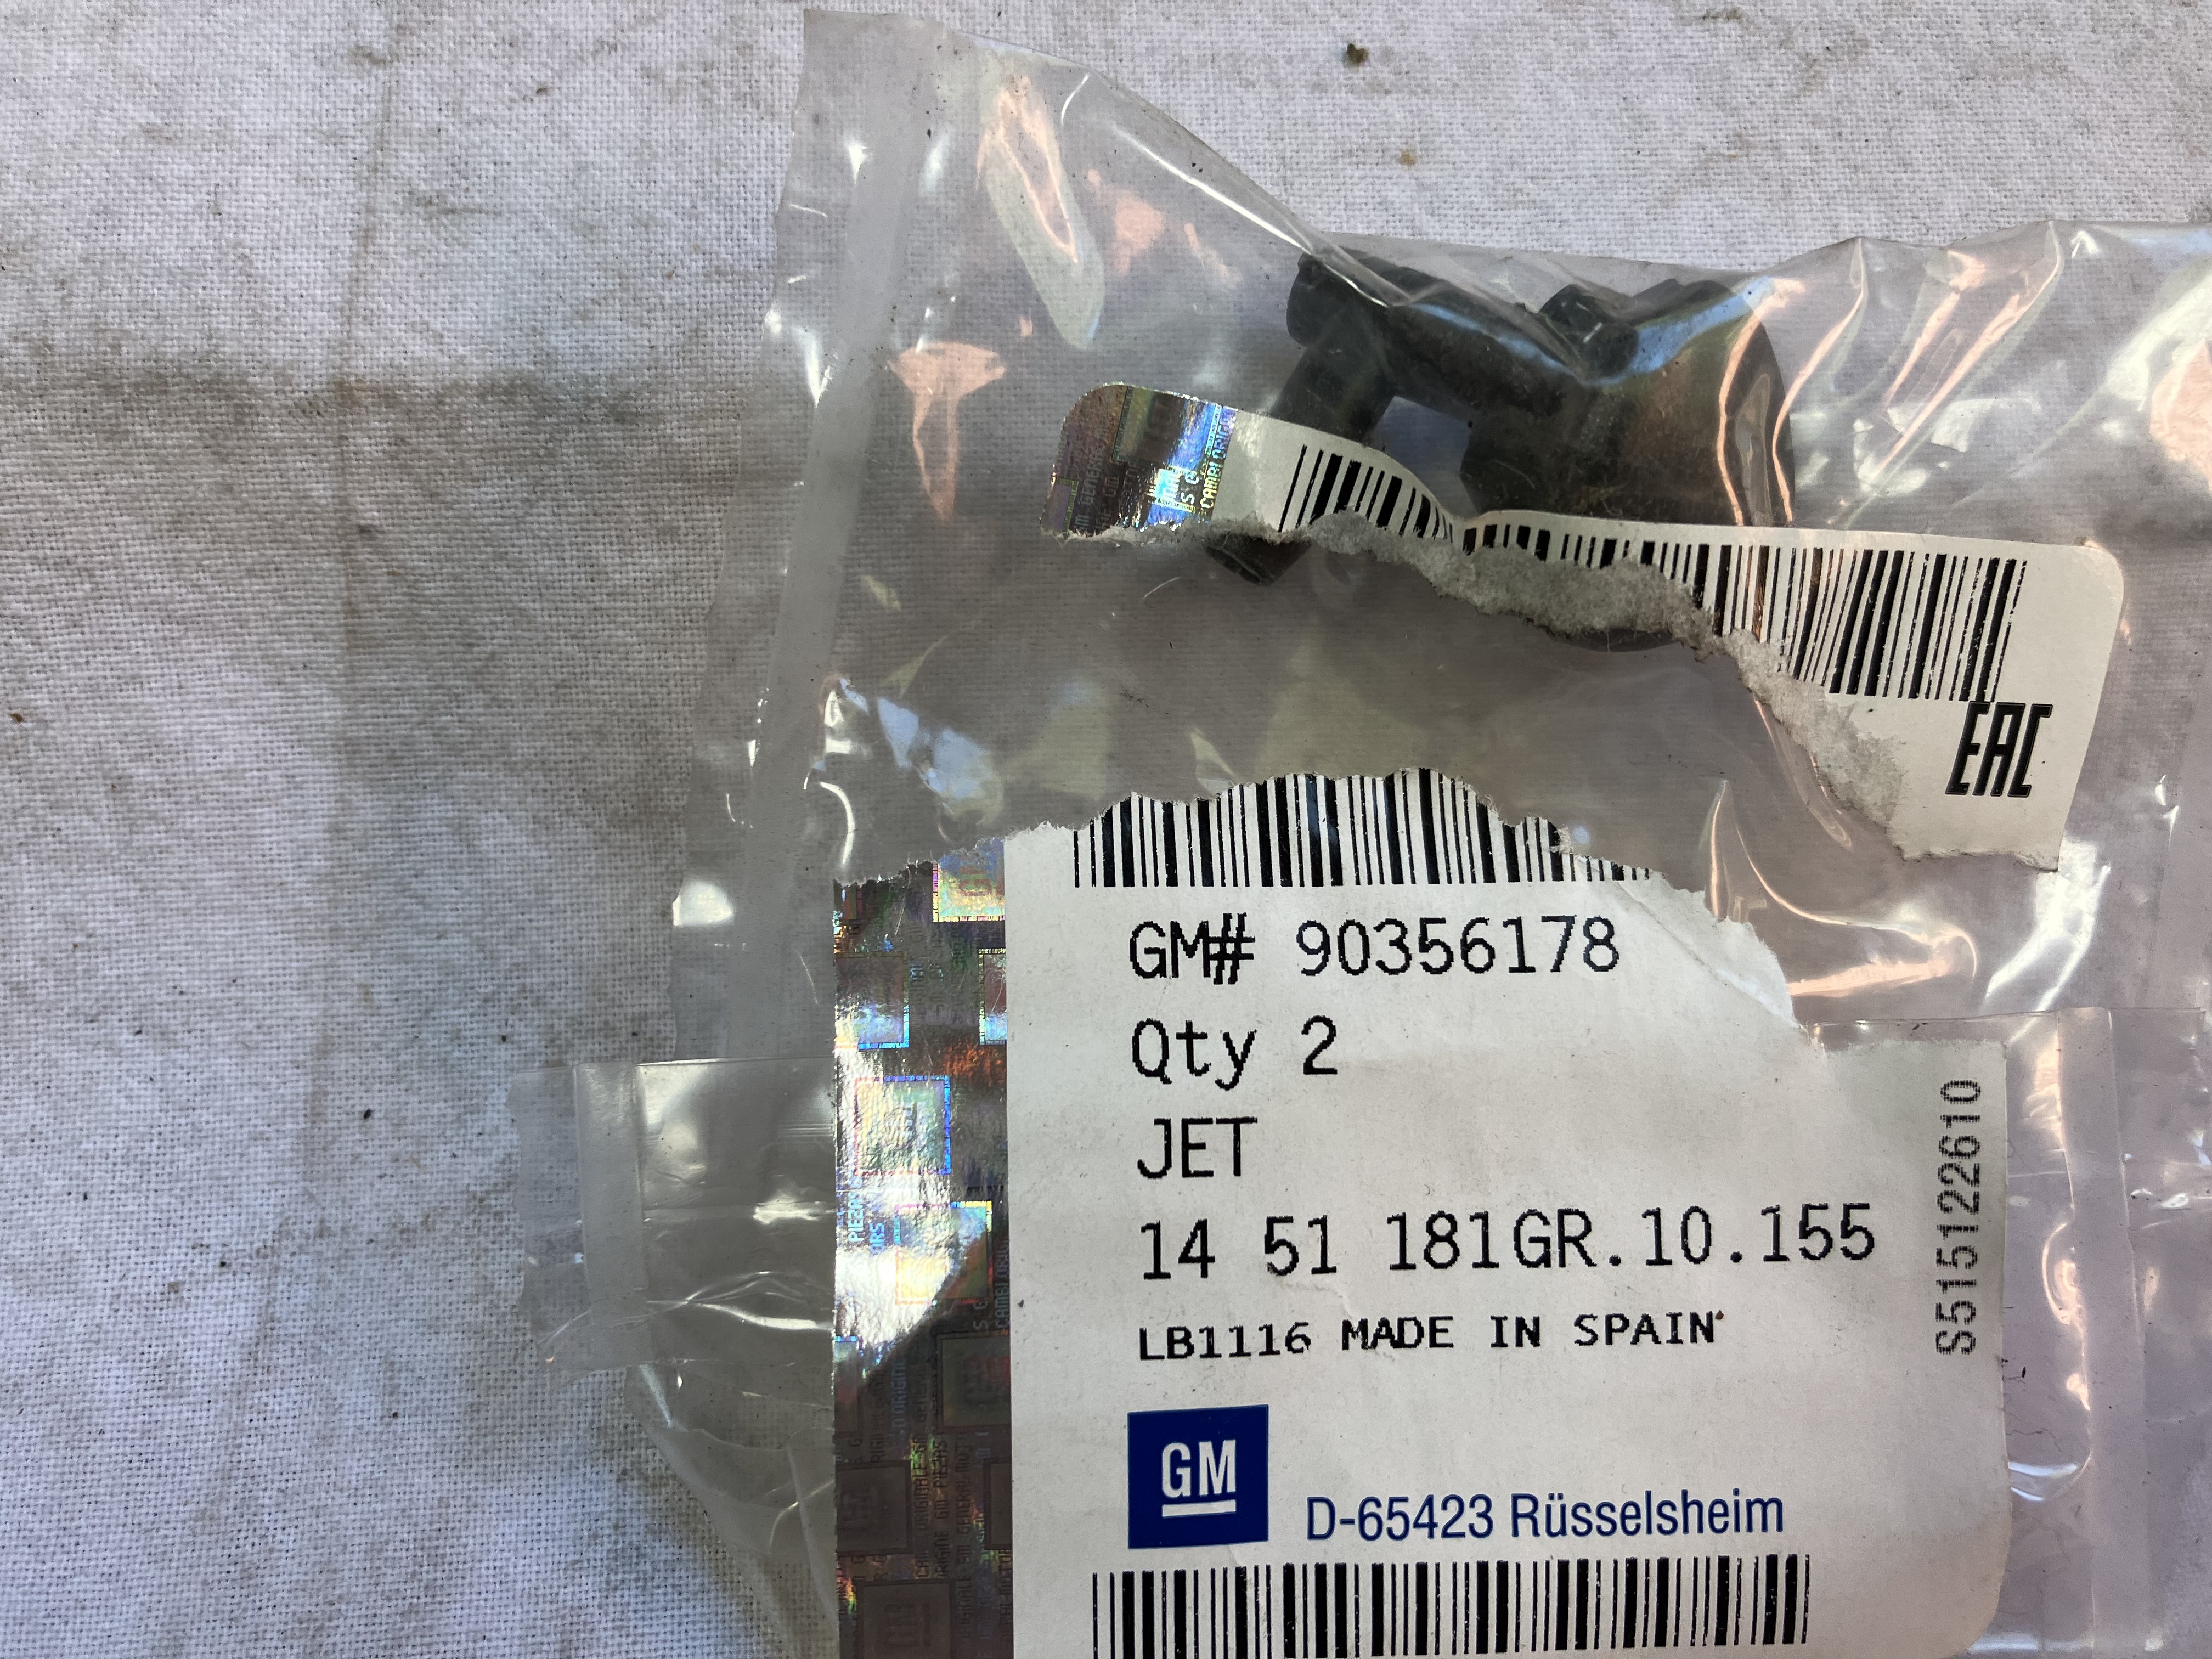 EAC
GM# 90356178
Qty 2
JET
14 51 181GR.10.155
LB1116 MADE IN SPAIN
S515122610
GM
D-65423 Rüsselsheim